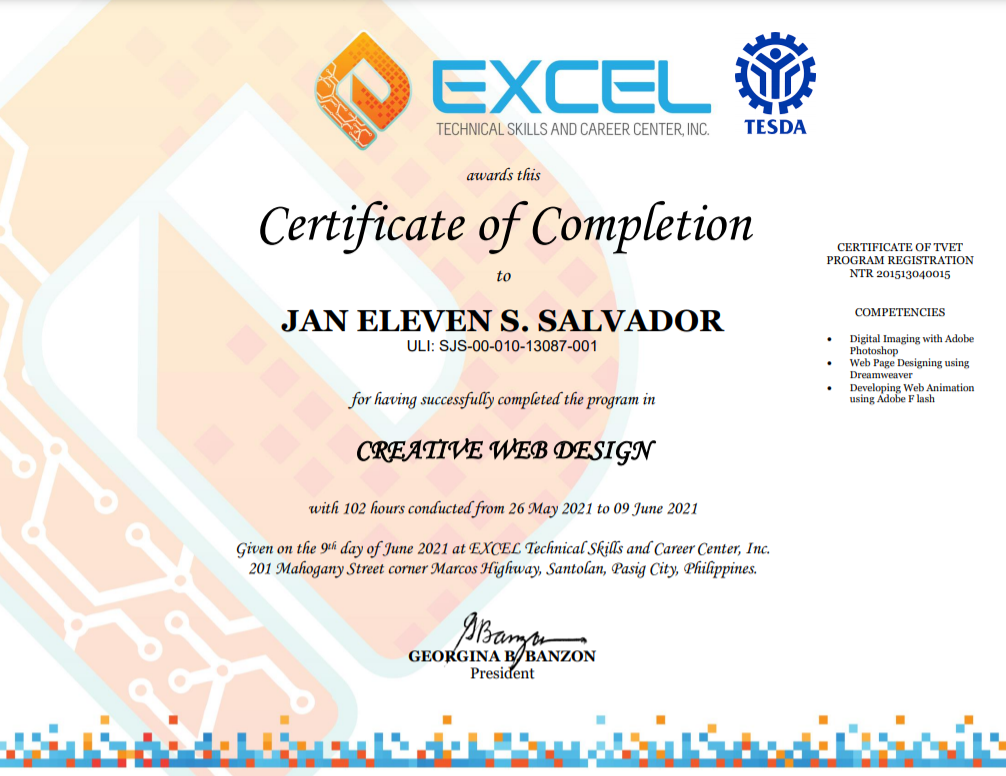 EXCEL
TECHNICAL SKILLS AND CAREER CENTER, INC.
TESDA
awards this
Certificate of Completion
to
JAN ELEVEN S. SALVADOR
ULI: SJS-00-010-13087-001
for having successfully completed the program in
CREATIVE WEB DESIGN
with 102 hours conducted from 26 May 2021 to 09 June 2021
Given on the 9th day of June 2021 at EXCEL Technical Skills and Career Center, Inc.
201 Mahogany Street corner Marcos Highway, Santolan, Pasig City, Philippines.
GBanzon
GEORGINA B. BANZON
President
CERTIFICATE OF TVET
PROGRAM REGISTRATION
NTR 201513040015
COMPETENCIES
• Digital Imaging with Adobe
Photoshop
• Web Page Designing using
Dreamweaver
• Developing Web Animation
using Adobe F lash